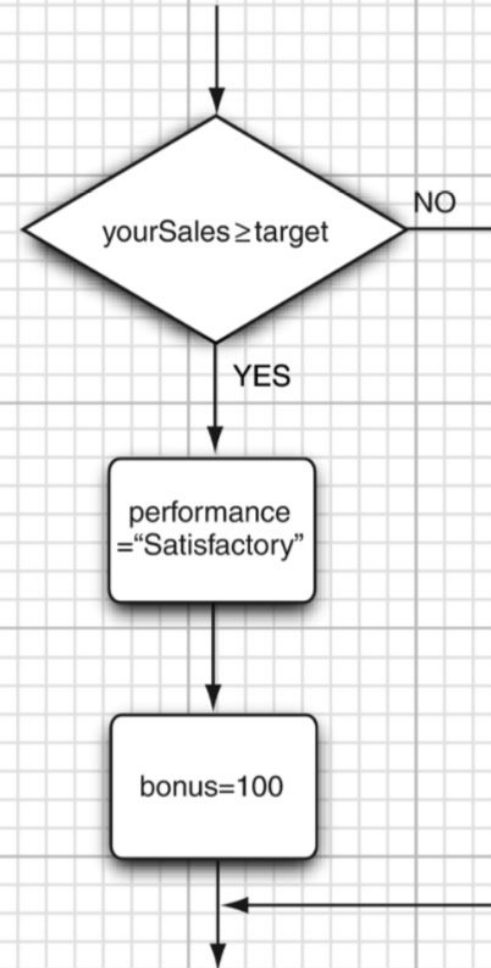 yourSales≥target
NO
YES
performance
=“Satisfactory”
bonus=100